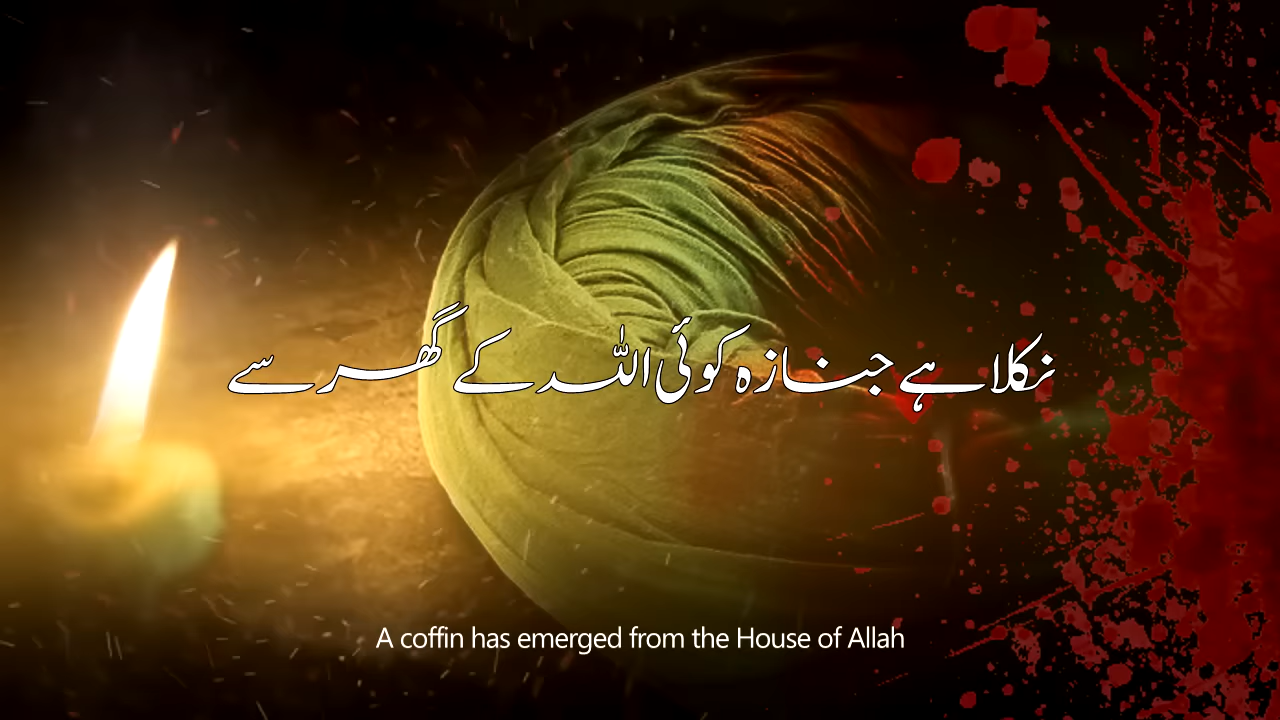 نکلا ہے جنازہ کوئی اللہ کے گھر سے
A coffin has emerged from the House of Allah